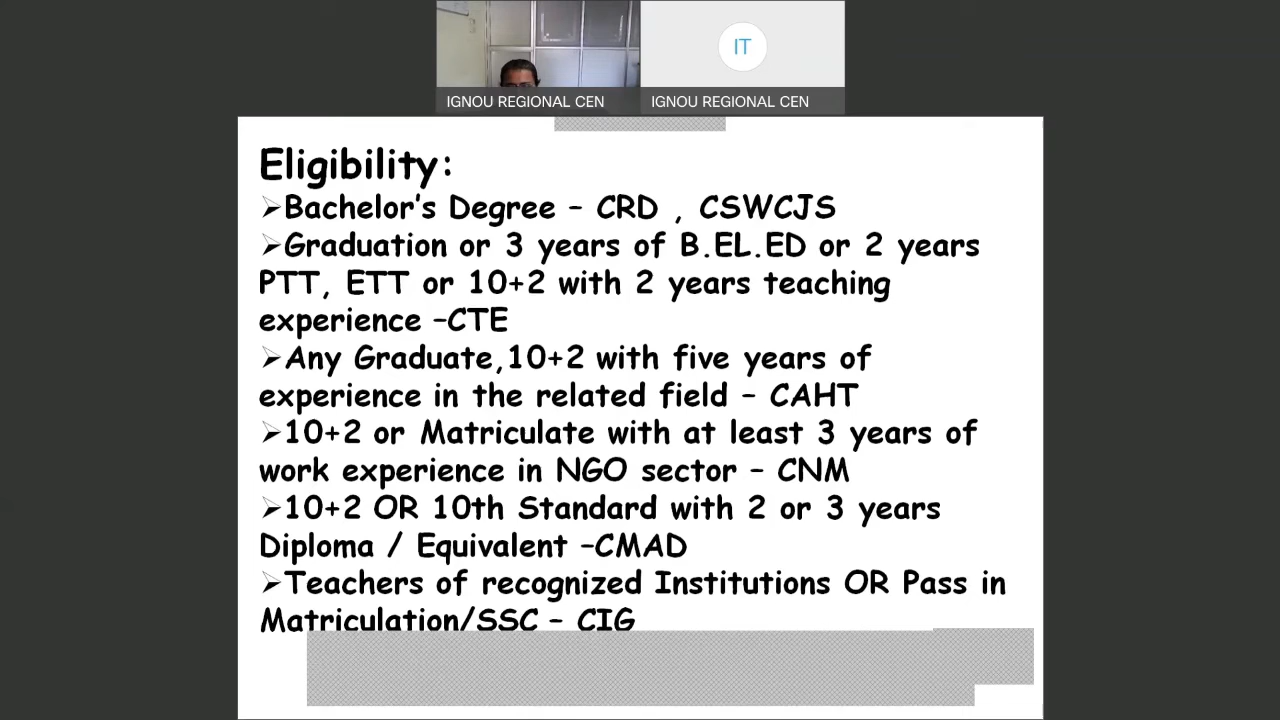 IT
IGNOU REGIONAL CEN
IGNOU REGIONAL CEN
Eligibility:
➢Bachelor's Degree – CRD , CSWCJS
➢Graduation or 3 years of B.EL.ED or 2 years
PTT, ETT or 10+2 with 2 years teaching
experience –CTE
➢Any Graduate,10+2 with five years of
experience in the related field – CAHT
➢10+2 or Matriculate with at least 3 years of
work experience in NGO sector – CNM
➢10+2 OR 10th Standard with 2 or 3 years
Diploma / Equivalent –CMAD
➢Teachers of recognized Institutions OR Pass in
Matriculation/SSC – CIG